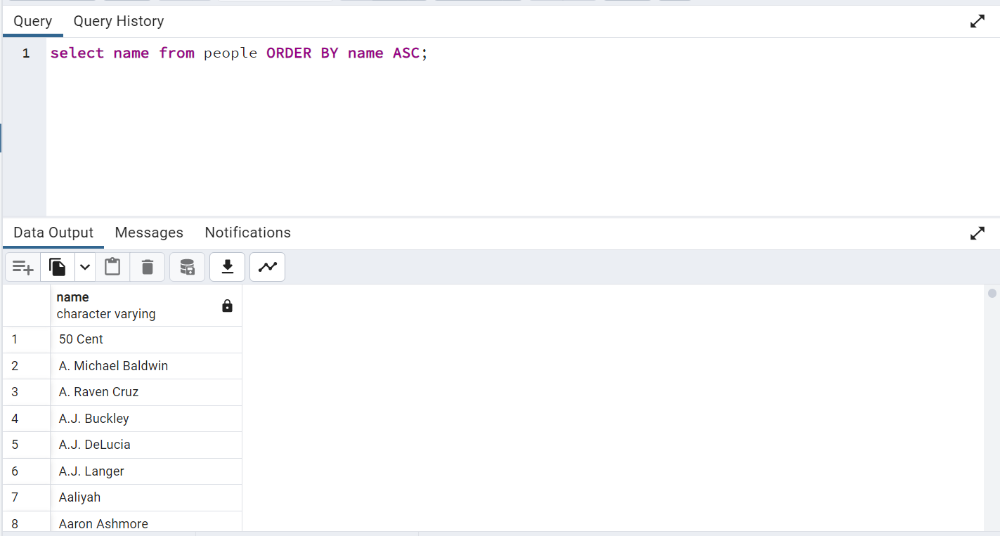 Query Query History
1 select name from people ORDER BY name ASC;
Data Output Messages Notifications
name
character varying
1 50 Cent
2 A. Michael Baldwin
3 A. Raven Cruz
4 A.J. Buckley
5 A.J. DeLucia
6 A.J. Langer
7 Aaliyah
8 Aaron Ashmore